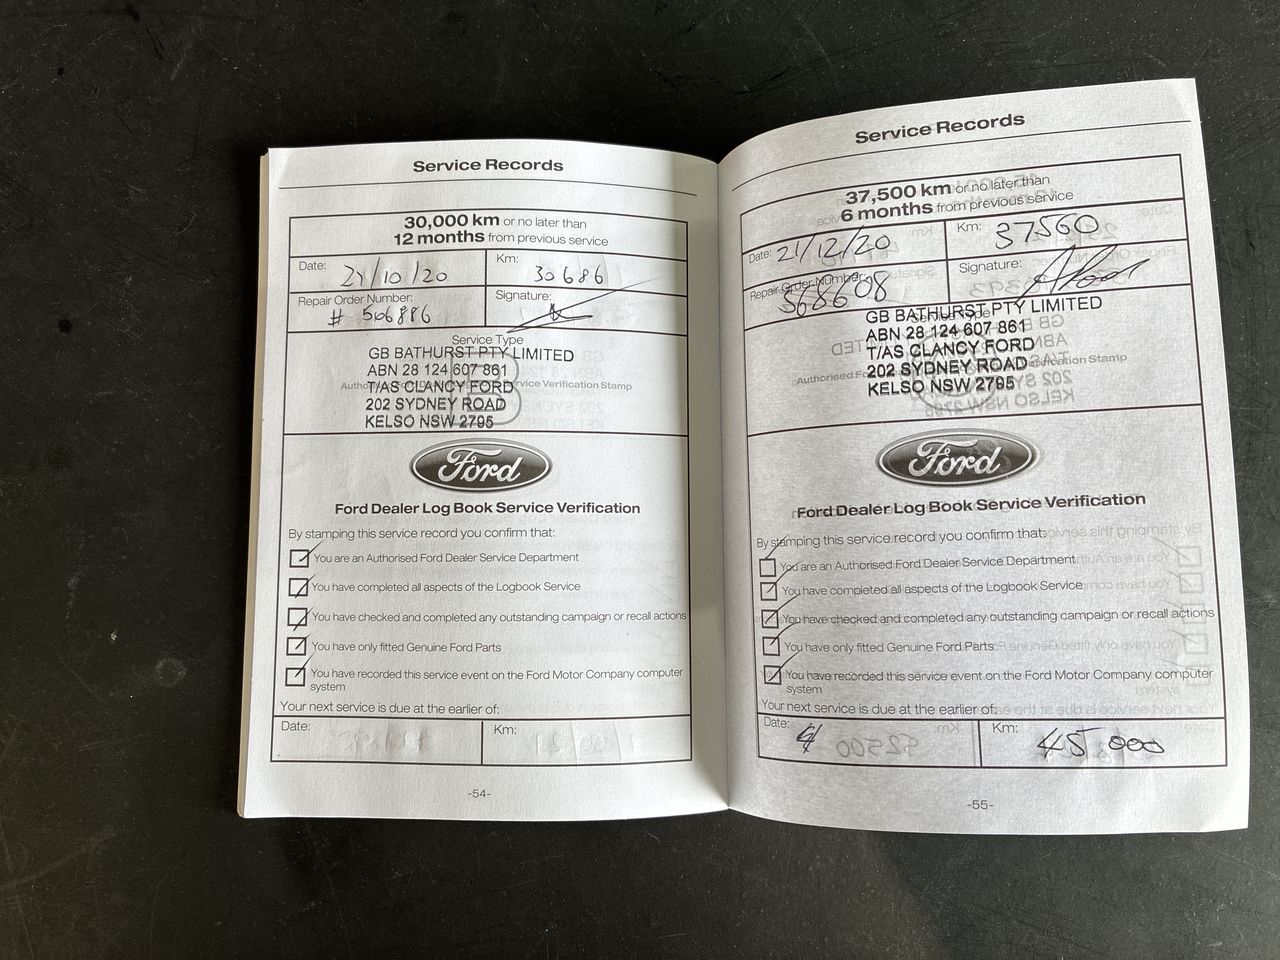 Service Records
30,000 km or no later than
12 months from previous service
Date: 21/10/20
Km: 30686
Repair Order Number: # 506886
Signature:
Service Type
GB BATHURST PTY LIMITED
ABN 28 124 607 861
T/AS CLANCY FORD
202 SYDNEY ROAD
KELSO NSW 2795
B
Service Verification Stamp
Ford
Ford Dealer Log Book Service Verification
By stamping this service record you confirm that:
You are an Authorised Ford Dealer Service Department
You have completed all aspects of the Logbook Service
You have checked and completed any outstanding campaign or recall actions
You have only fitted Genuine Ford Parts
You have recorded this service event on the Ford Motor Company computer
system
Your next service is due at the earlier of:
Date:
Km:
-54-
Service Records
37,500 km or no later than
6 months from previous service
Date: 21/12/20
Km: 37560
Repair Order Number: 568608
Signature:
GB BATHURST PTY LIMITED
ABN 28 124 607 861
T/AS CLANCY FORD
202 SYDNEY ROAD
KELSO NSW 2795
Ford
Ford Dealer Log Book Service Verification
By stamping this service record you confirm that:
You are an Authorised Ford Dealer Service Department
You have completed all aspects of the Logbook Service
You have checked and completed any outstanding campaign or recall actions
You have only fitted Genuine Ford Parts
You have recorded this service event on the Ford Motor Company computer
system
Your next service is due at the earlier of:
Date:
Km: 45000
-55-